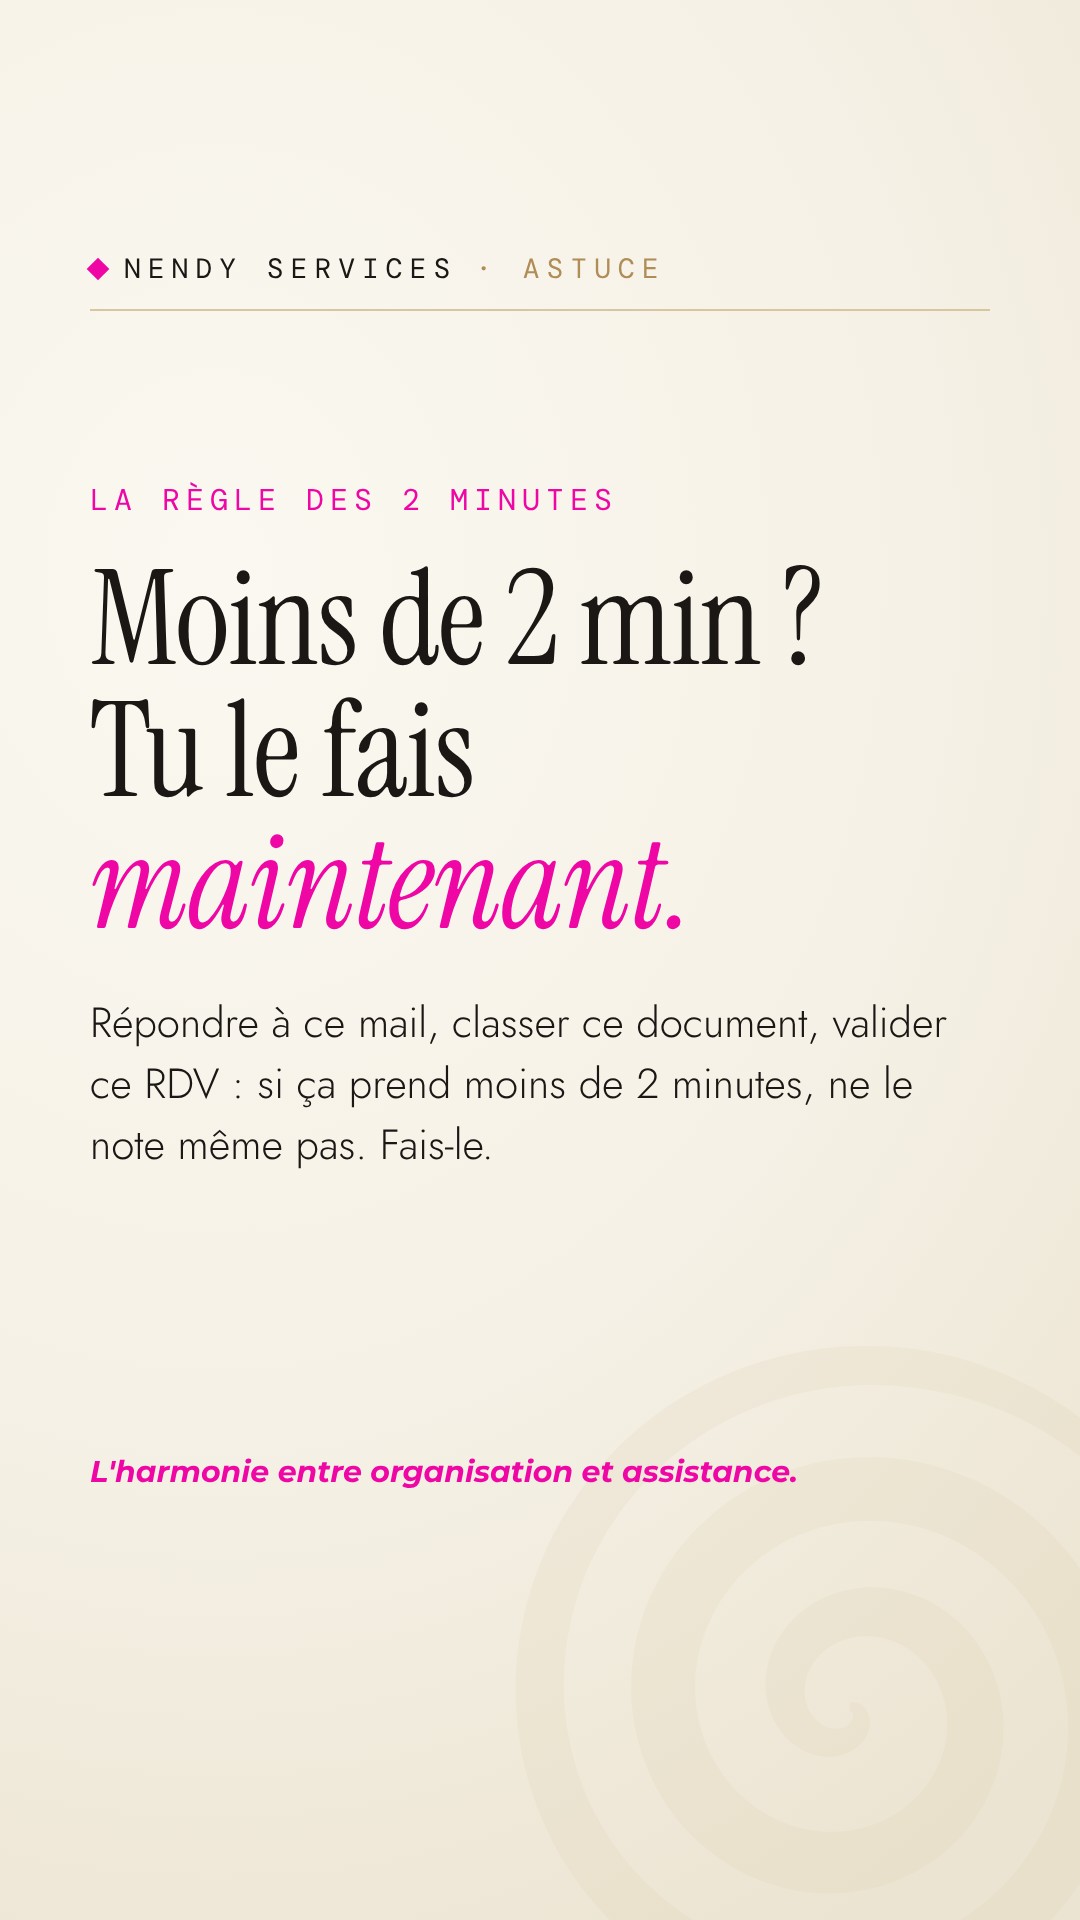 NENDY SERVICES · ASTUCE
LA RÈGLE DES 2 MINUTES
Moins de 2 min ?
Tu le fais
maintenant.
Répondre à ce mail, classer ce document, valider
ce RDV : si ça prend moins de 2 minutes, ne le
note même pas. Fais-le.
L'harmonie entre organisation et assistance.